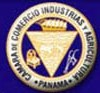 CAMARA DE COMERCIO INDUSTRIAS Y AGRICULTURA
• PANAMA •